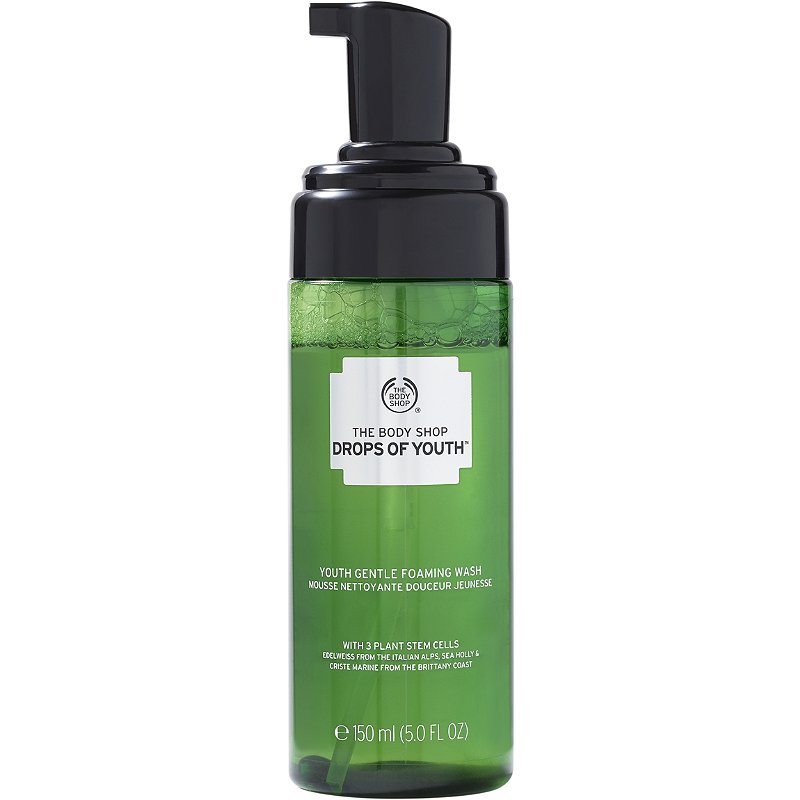 THE
BODY
SHOP
®
THE BODY SHOP
DROPS OF YOUTH™
YOUTH GENTLE FOAMING WASH
MOUSSE NETTOYANTE DOUCEUR JEUNESSE
WITH 3 PLANT STEM CELLS
EDELWEISS FROM THE ITALIAN ALPS, SEA HOLLY &
CRISTE MARINE FROM THE BRITTANY COAST
℮ 150 ml (5.0 FL OZ)